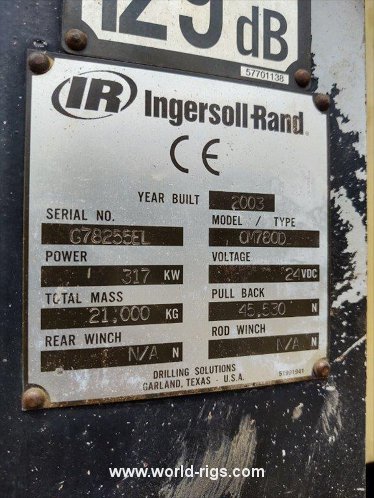 129 dB
57701138
IR Ingersoll-Rand
CE
YEAR BUILT 2003
SERIAL NO. MODEL / TYPE
G78255EL
POWER VOLTAGE
317 KW 24 VDC
TOTAL MASS PULL BACK
21,000 KG 45,530 N
REAR WINCH ROD WINCH
N/A N N/A N
DRILLING SOLUTIONS
GARLAND, TEXAS - U.S.A.
www.world-rigs.com